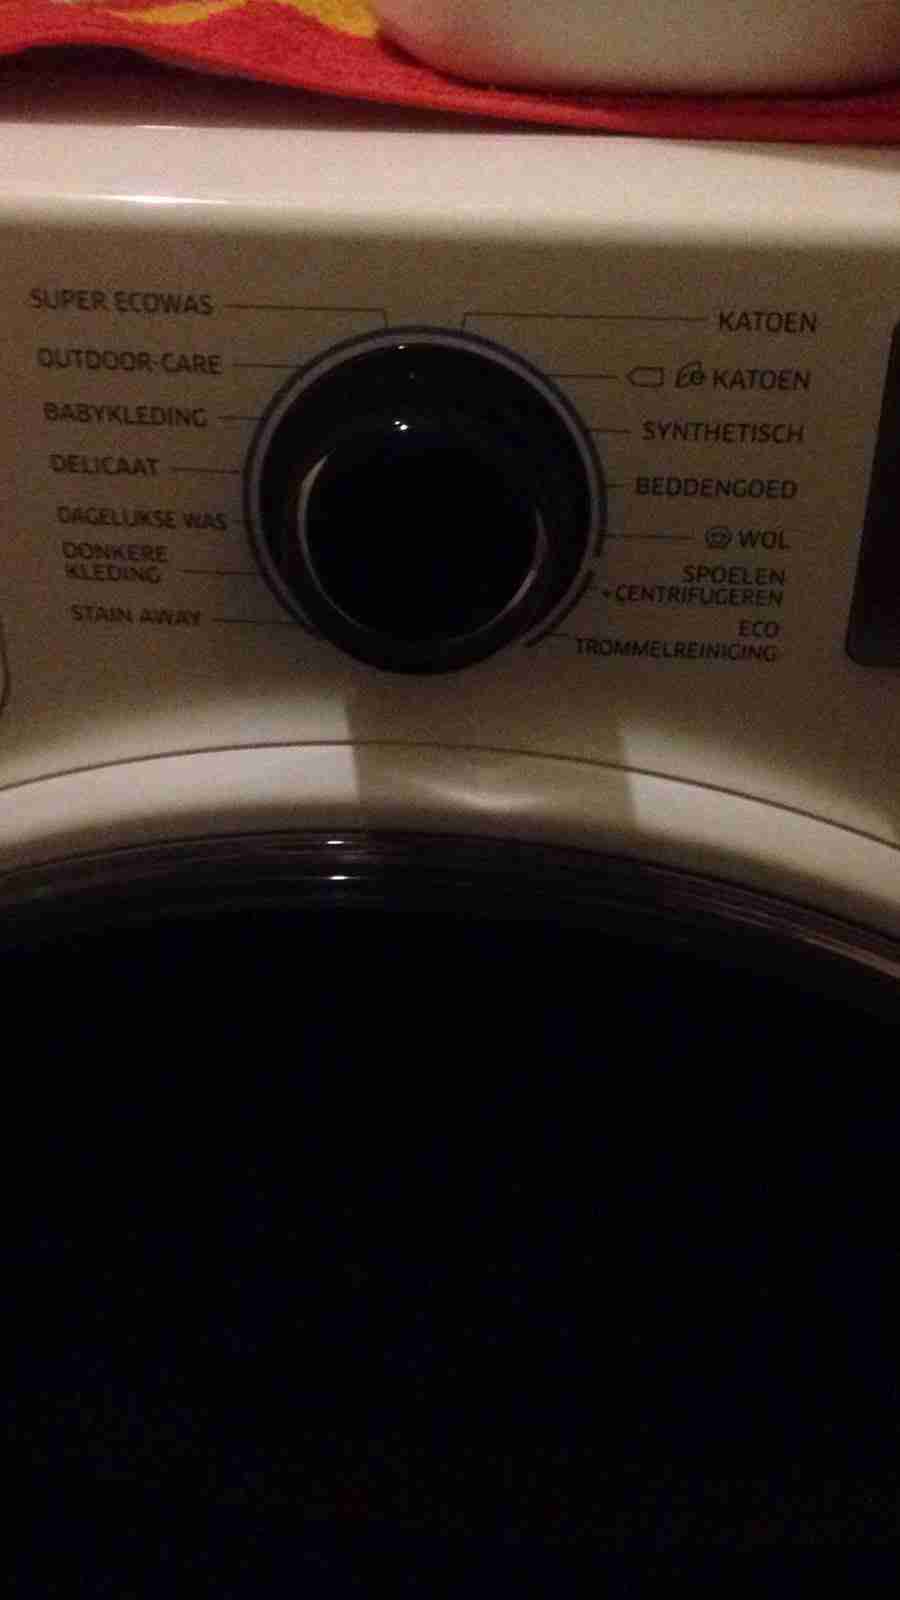 SUPER ECOWAS
OUTDOOR-CARE
BABYKLEDING
DELICAAT
DAGELIJKSE WAS
DONKERE
KLEDING
STAIN AWAY
KATOEN
KATOEN
SYNTHETISCH
BEDDENGOED
WOL
SPOELEN
+CENTRIFUGEREN
ECO
TROMMELREINIGING